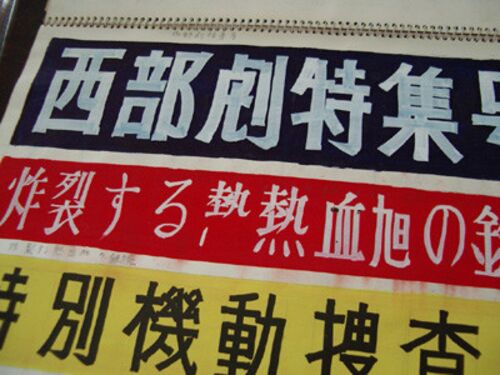 西部劇特集号
炸裂する熱熱血旭の
特別機動捜査